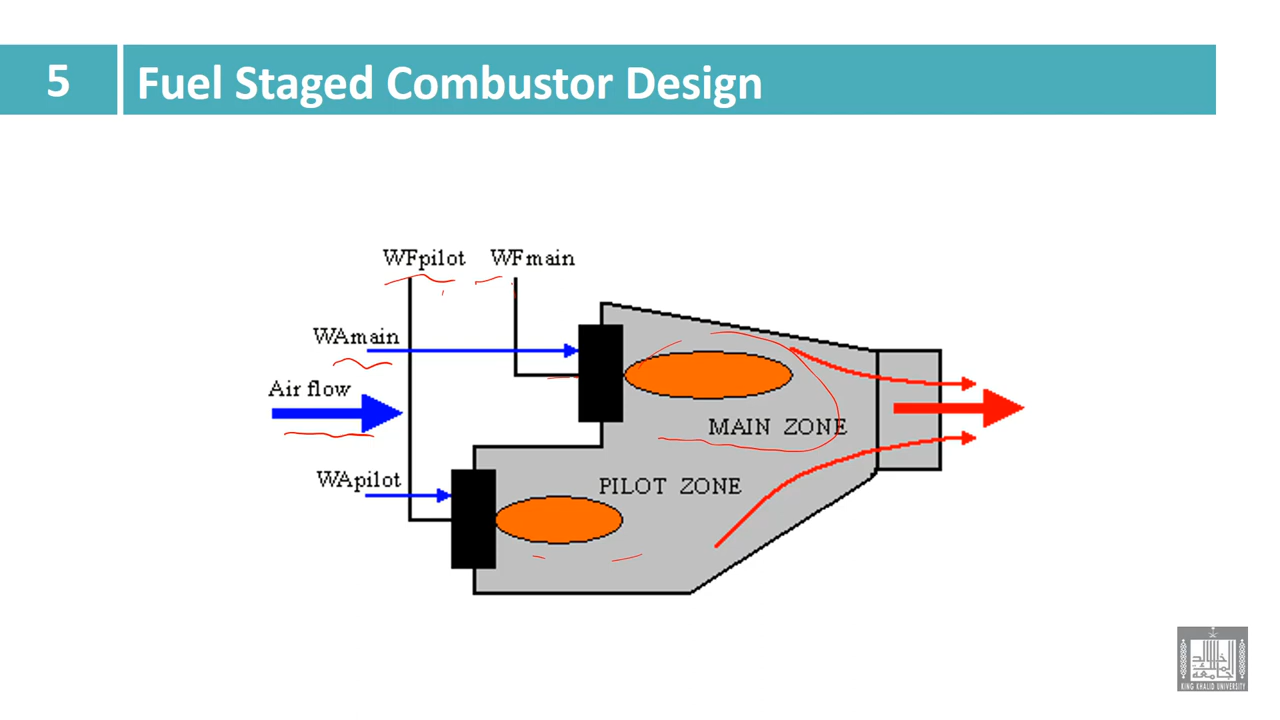 5
Fuel Staged Combustor Design
WFpilot
WFmain
WAmain
Air flow
MAIN ZONE
WApilot
PILOT ZONE
KING KHALID UNIVERSITY